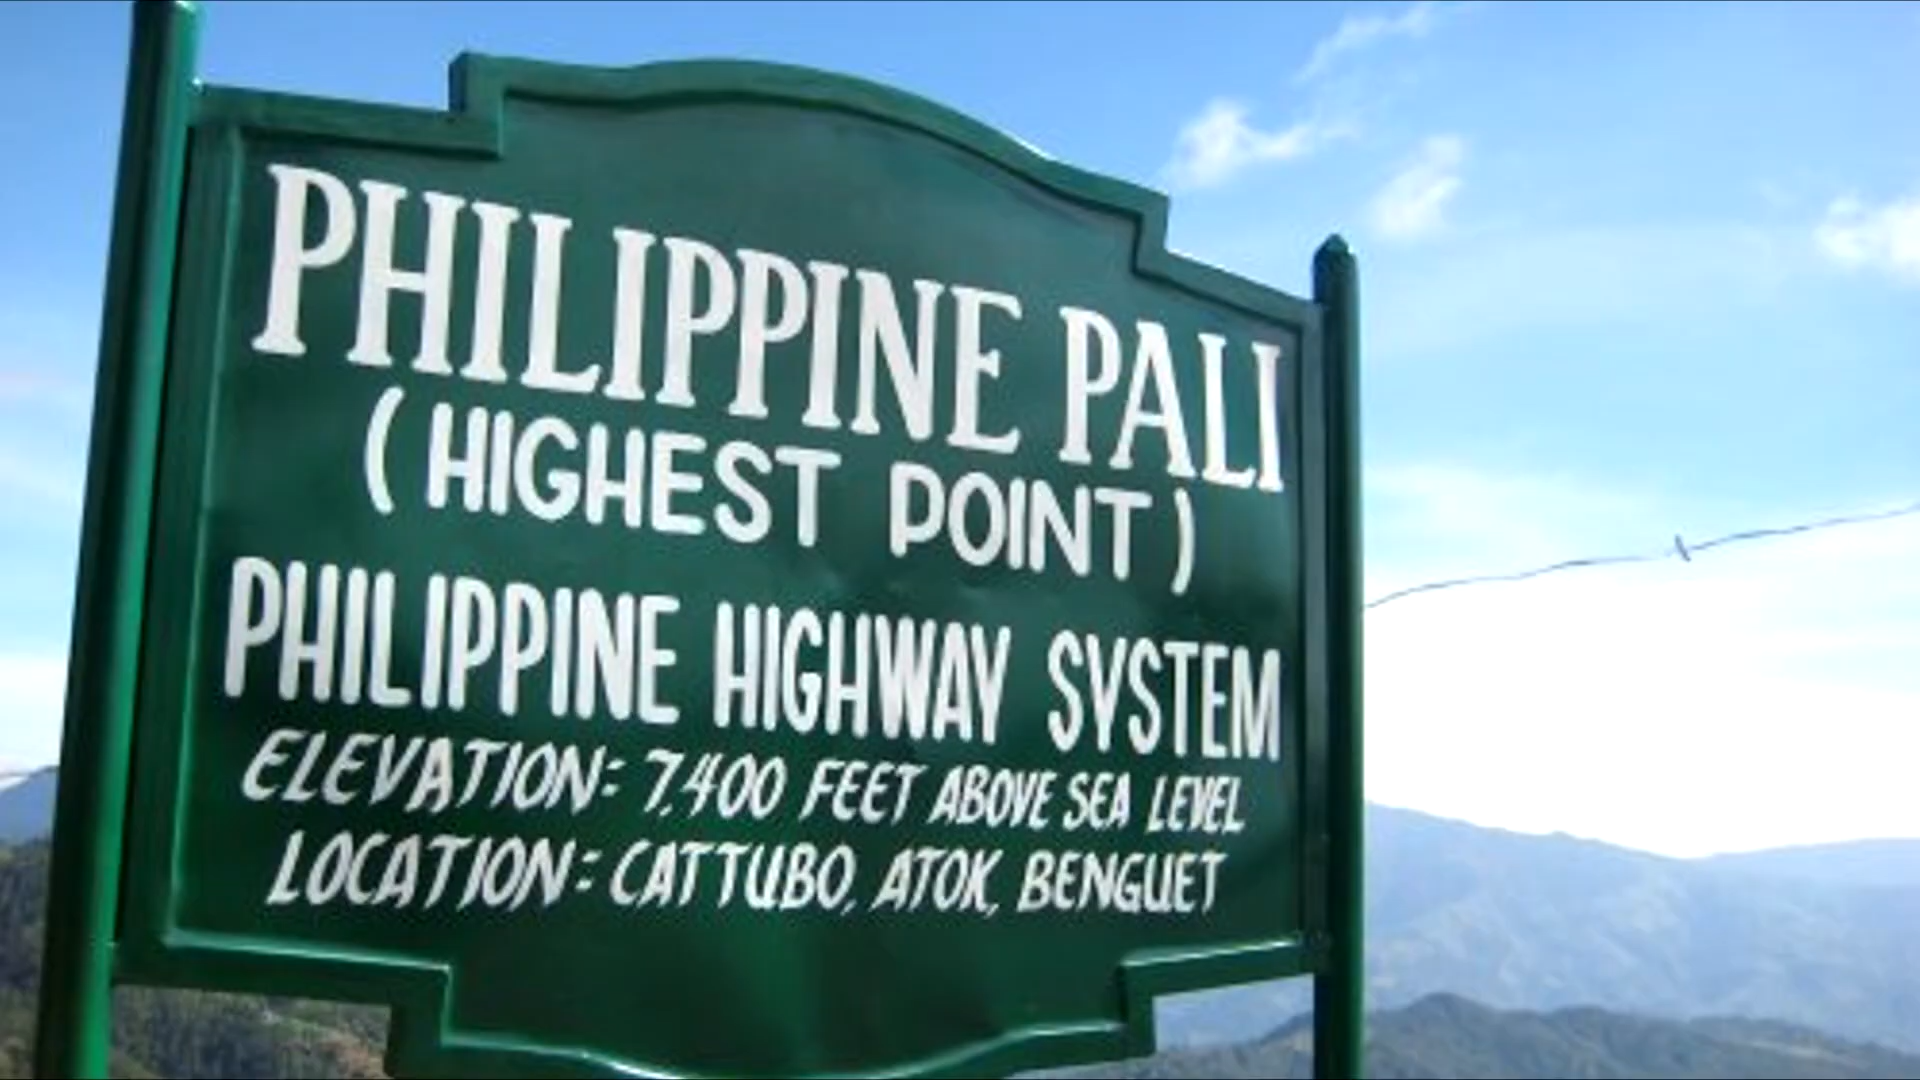 PHILIPPINE PALI
(HIGHEST POINT)
PHILIPPINE HIGHWAY SYSTEM
ELEVATION: 7,400 FEET ABOVE SEA LEVEL
LOCATION: CATTUBO, ATOK, BENGUET